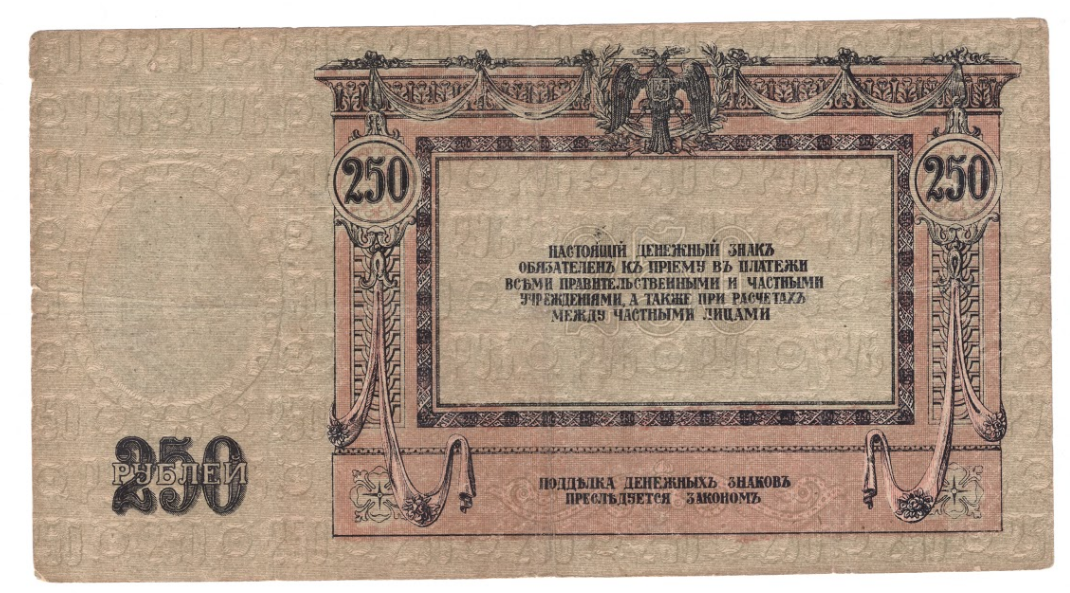 250
250
НАСТОЯЩИЙ ДЕНЕЖНЫЙ ЗНАКЪ
ОБЯЗАТЕЛЕНЪ КЪ ПРІЕМУ ВЪ ПЛАТЕЖИ
ВСѢМИ ПРАВИТЕЛЬСТВЕННЫМИ И ЧАСТНЫМИ
УЧРЕЖДЕНІЯМИ, А ТАКЖЕ ПРИ РАСЧЕТАХЪ
МЕЖДУ ЧАСТНЫМИ ЛИЦАМИ
250
РУБЛЕЙ
ПОДДѢЛКА ДЕНЕЖНЫХЪ ЗНАКОВЪ
ПРЕСЛѢДУЕТСЯ ЗАКОНОМЪ